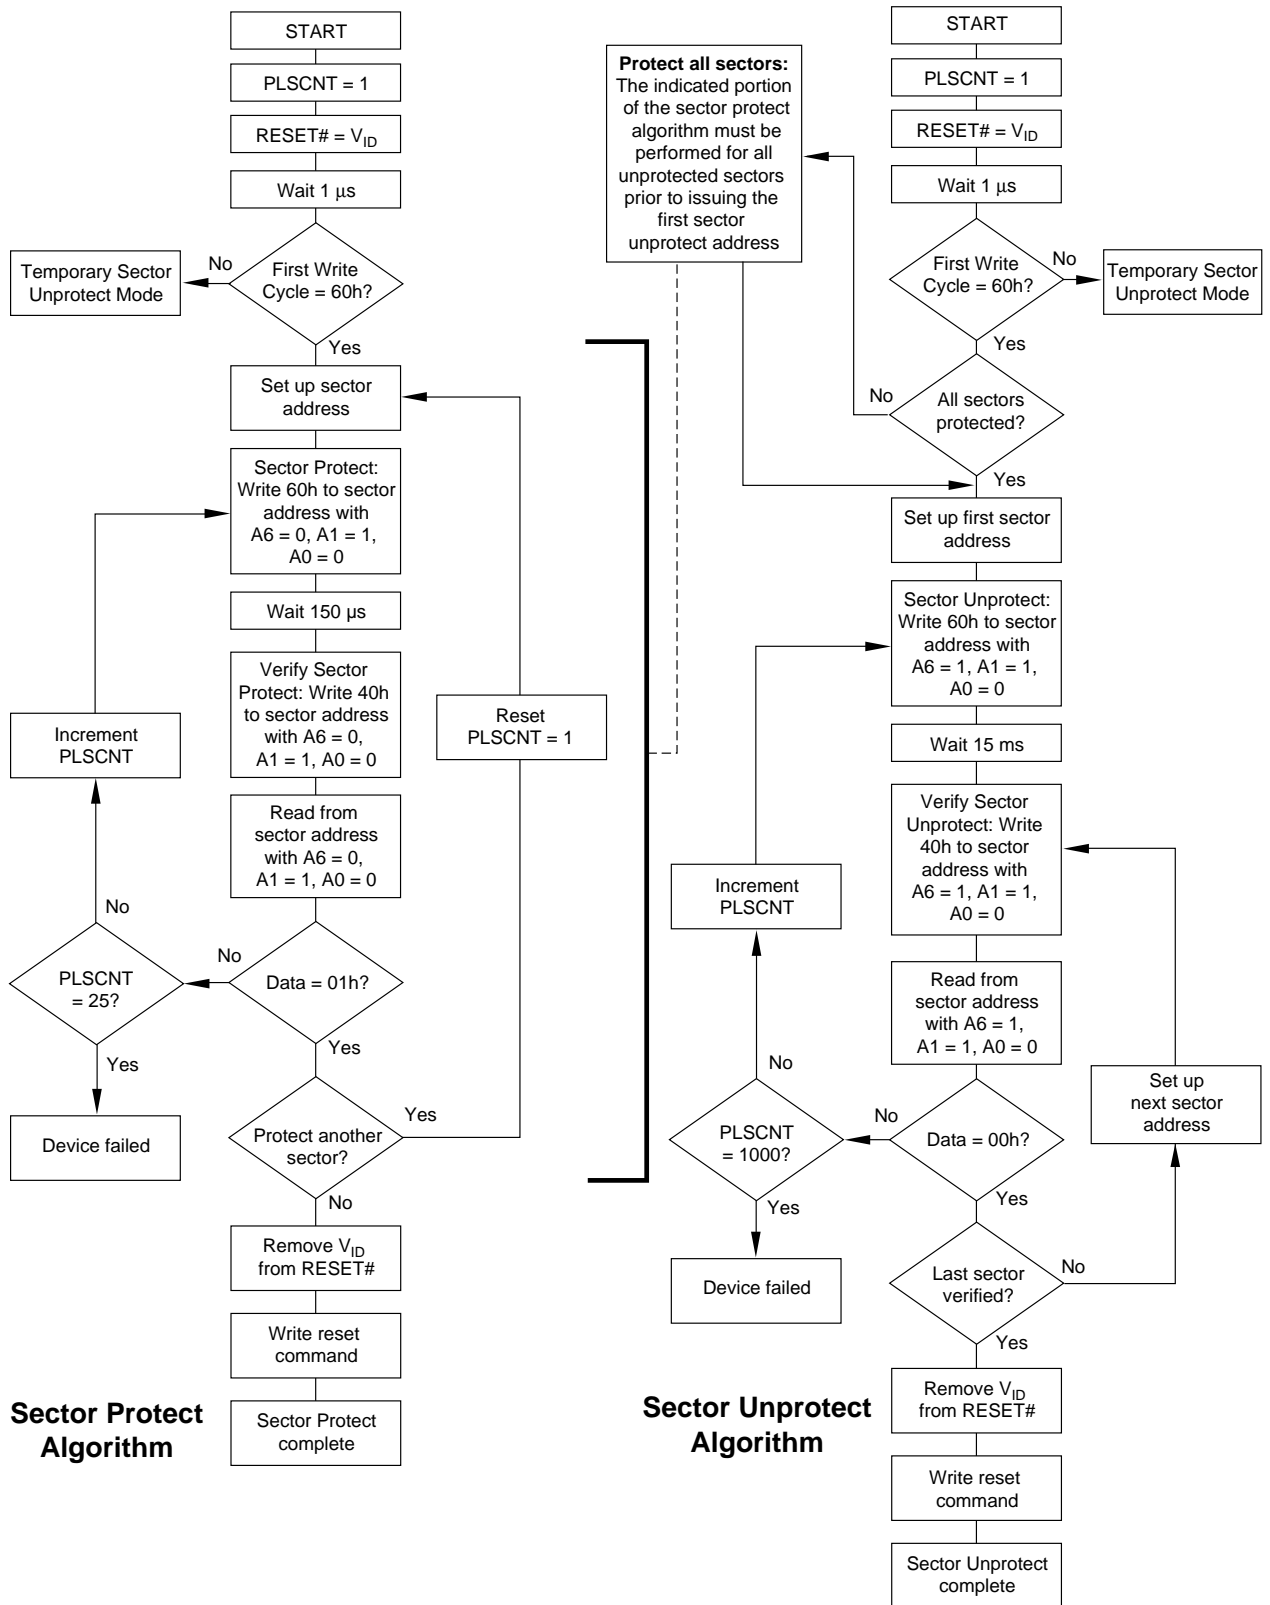 START
PLSCNT = 1
RESET# = VID
Wait 1 μs
First Write
Cycle = 60h?
No
Temporary Sector
Unprotect Mode
Yes
Set up sector
address
Sector Protect:
Write 60h to sector
address with
A6 = 0, A1 = 1,
A0 = 0
Wait 150 µs
Verify Sector
Protect: Write 40h
to sector address
with A6 = 0,
A1 = 1, A0 = 0
Increment
PLSCNT
Reset
PLSCNT = 1
Read from
sector address
with A6 = 0,
A1 = 1, A0 = 0
No
PLSCNT
= 25?
No
Data = 01h?
Yes
Yes
Device failed
Protect another
sector?
Yes
No
Remove VID
from RESET#
Write reset
command
Sector Protect
complete
Sector Protect
Algorithm
Protect all sectors:
The indicated portion
of the sector protect
algorithm must be
performed for all
unprotected sectors
prior to issuing the
first sector
unprotect address
START
PLSCNT = 1
RESET# = VID
Wait 1 μs
First Write
Cycle = 60h?
No
Temporary Sector
Unprotect Mode
Yes
No
All sectors
protected?
Yes
Set up first sector
address
Sector Unprotect:
Write 60h to sector
address with
A6 = 1, A1 = 1,
A0 = 0
Wait 15 ms
Verify Sector
Unprotect: Write
40h to sector
address with
A6 = 1, A1 = 1,
A0 = 0
Increment
PLSCNT
Read from
sector address
with A6 = 1,
A1 = 1, A0 = 0
No
Set up
next sector
address
PLSCNT
= 1000?
No
Data = 00h?
Yes
Yes
Device failed
Last sector
verified?
No
Yes
Remove VID
from RESET#
Write reset
command
Sector Unprotect
complete
Sector Unprotect
Algorithm